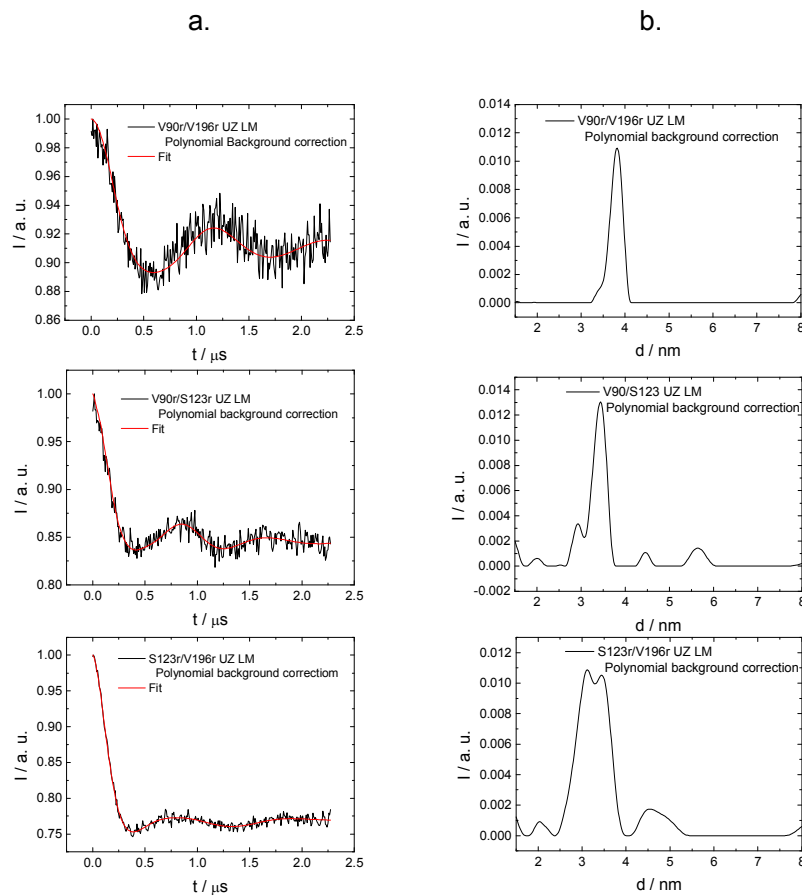 a.
b.
V90r/V196r UZ LM
Polynomial Background correction
Fit
I / a. u.
1.00
0.98
0.96
0.94
0.92
0.90
0.88
0.86
0.0 0.5 1.0 1.5 2.0 2.5
t / μs
V90r/V196r UZ LM
Polynomial background correction
I / a. u.
0.014
0.012
0.010
0.008
0.006
0.004
0.002
0.000
2 3 4 5 6 7 8
d / nm
V90r/S123r UZ LM
Polynomial background correction
Fit
I / a. u.
1.00
0.95
0.90
0.85
0.80
0.0 0.5 1.0 1.5 2.0 2.5
t / μs
V90/S123 UZ LM
Polynomial background correction
I / a. u.
0.014
0.012
0.010
0.008
0.006
0.004
0.002
0.000
-0.002
2 3 4 5 6 7 8
d / nm
S123r/V196r UZ LM
Polynomial background correctiom
Fit
I / a. u.
1.00
0.95
0.90
0.85
0.80
0.75
0.0 0.5 1.0 1.5 2.0 2.5
t / μs
S123r/V196r UZ LM
Polynomial background correction
I / a. u.
0.012
0.010
0.008
0.006
0.004
0.002
0.000
2 3 4 5 6 7 8
d / nm